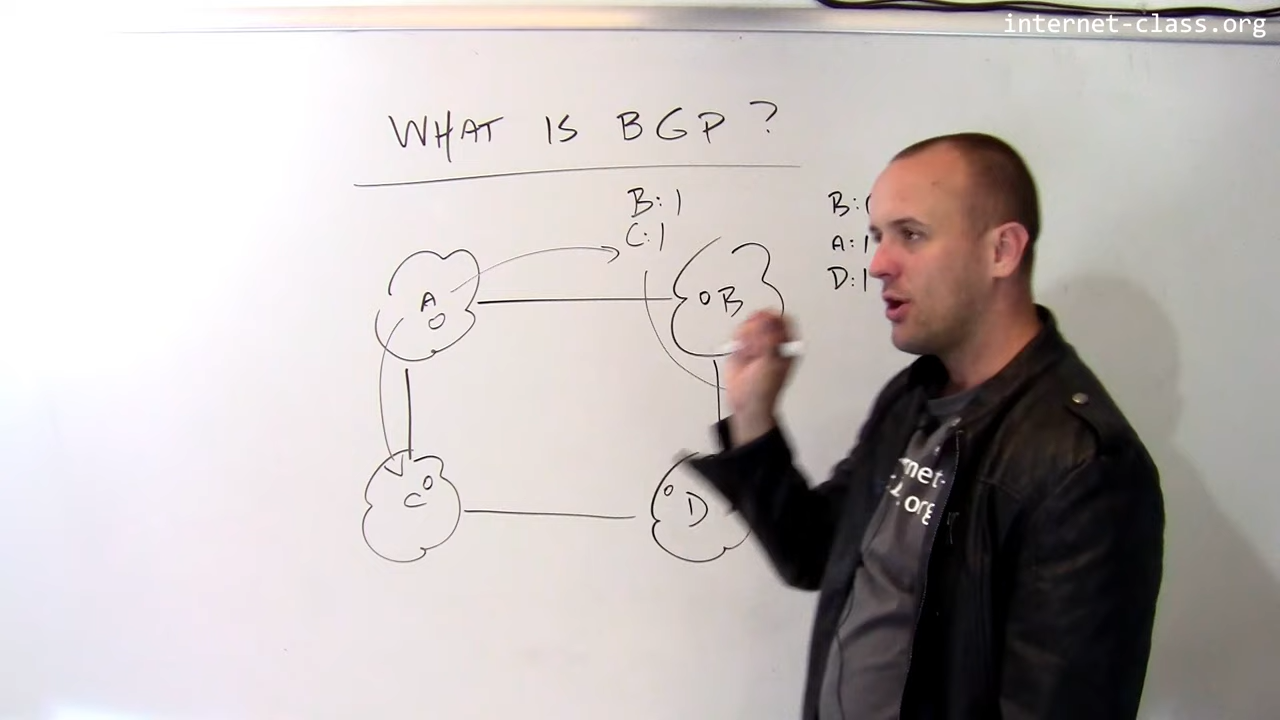 internet-class.org
WHAT IS BGP?
B: 1
C: 1
B:
A: 1
D: 1
A
B
C
D